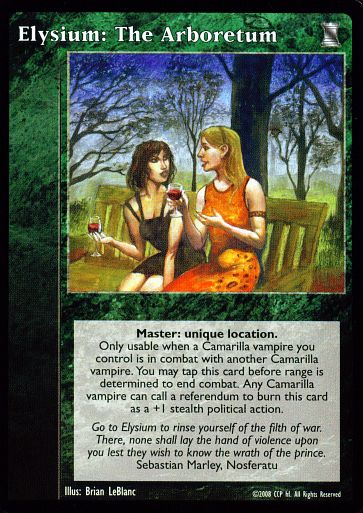 Elysium: The Arboretum
Master: unique location.
Only usable when a Camarilla vampire you
control is in combat with another Camarilla
vampire. You may tap this card before range is
determined to end combat. Any Camarilla
vampire can call a referendum to burn this card
as a +1 stealth political action.
Go to Elysium to rinse yourself of the filth of war.
There, none shall lay the hand of violence upon
you lest they wish to know the wrath of the prince.
Sebastian Marley, Nosferatu
Illus: Brian LeBlanc
©2008 CCP hf. All Rights Reserved